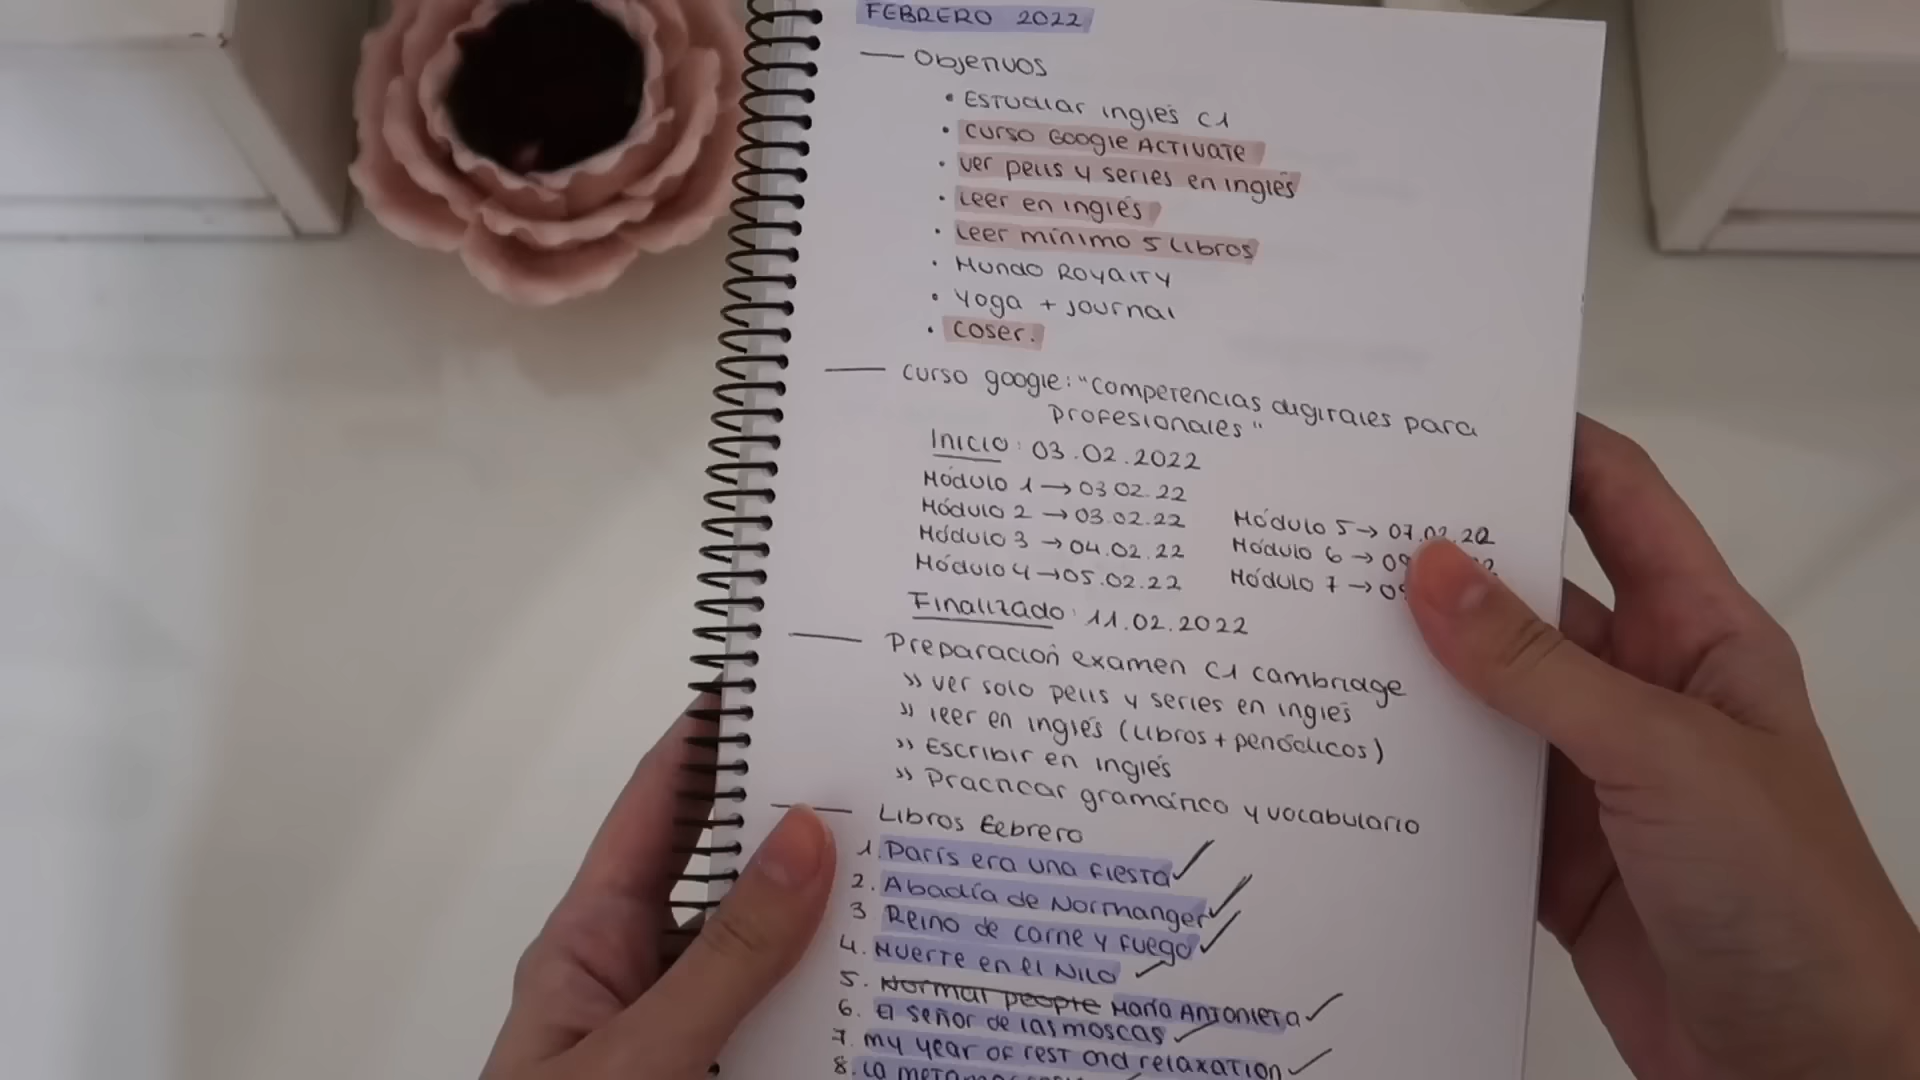 FEBRERO 2022
Objetivos
• Estudiar inglés C1
• Curso Google ACTIVATE
• ver pelis y series en inglés
• Leer en inglés
• Leer mínimo 5 libros
• Mundo Royalty
• Yoga + Journal
• Coser.
Curso google: "Competencias digitales para
profesionales"
Inicio: 03.02.2022
Módulo 1 → 03.02.22
Módulo 2 → 03.02.22
Módulo 3 → 04.02.22
Módulo 4 → 05.02.22
Módulo 5 → 07.02.22
Módulo 6 →
Módulo 7 →
Finalizado: 11.02.2022
Preparación examen C1 Cambridge
» ver solo pelis y series en inglés
» leer en inglés (libros + periódicos)
» Escribir en inglés
» Practicar gramática y vocabulario
Libros Febrero
1. París era una fiesta ✓
2. Abadía de Northanger ✓
3 Reino de carne y fuego ✓
4. Muerte en el Nilo ✓
5. Normal people María Antonieta ✓
6. El señor de las moscas ✓
7. my year of rest and relaxation ✓
8. La